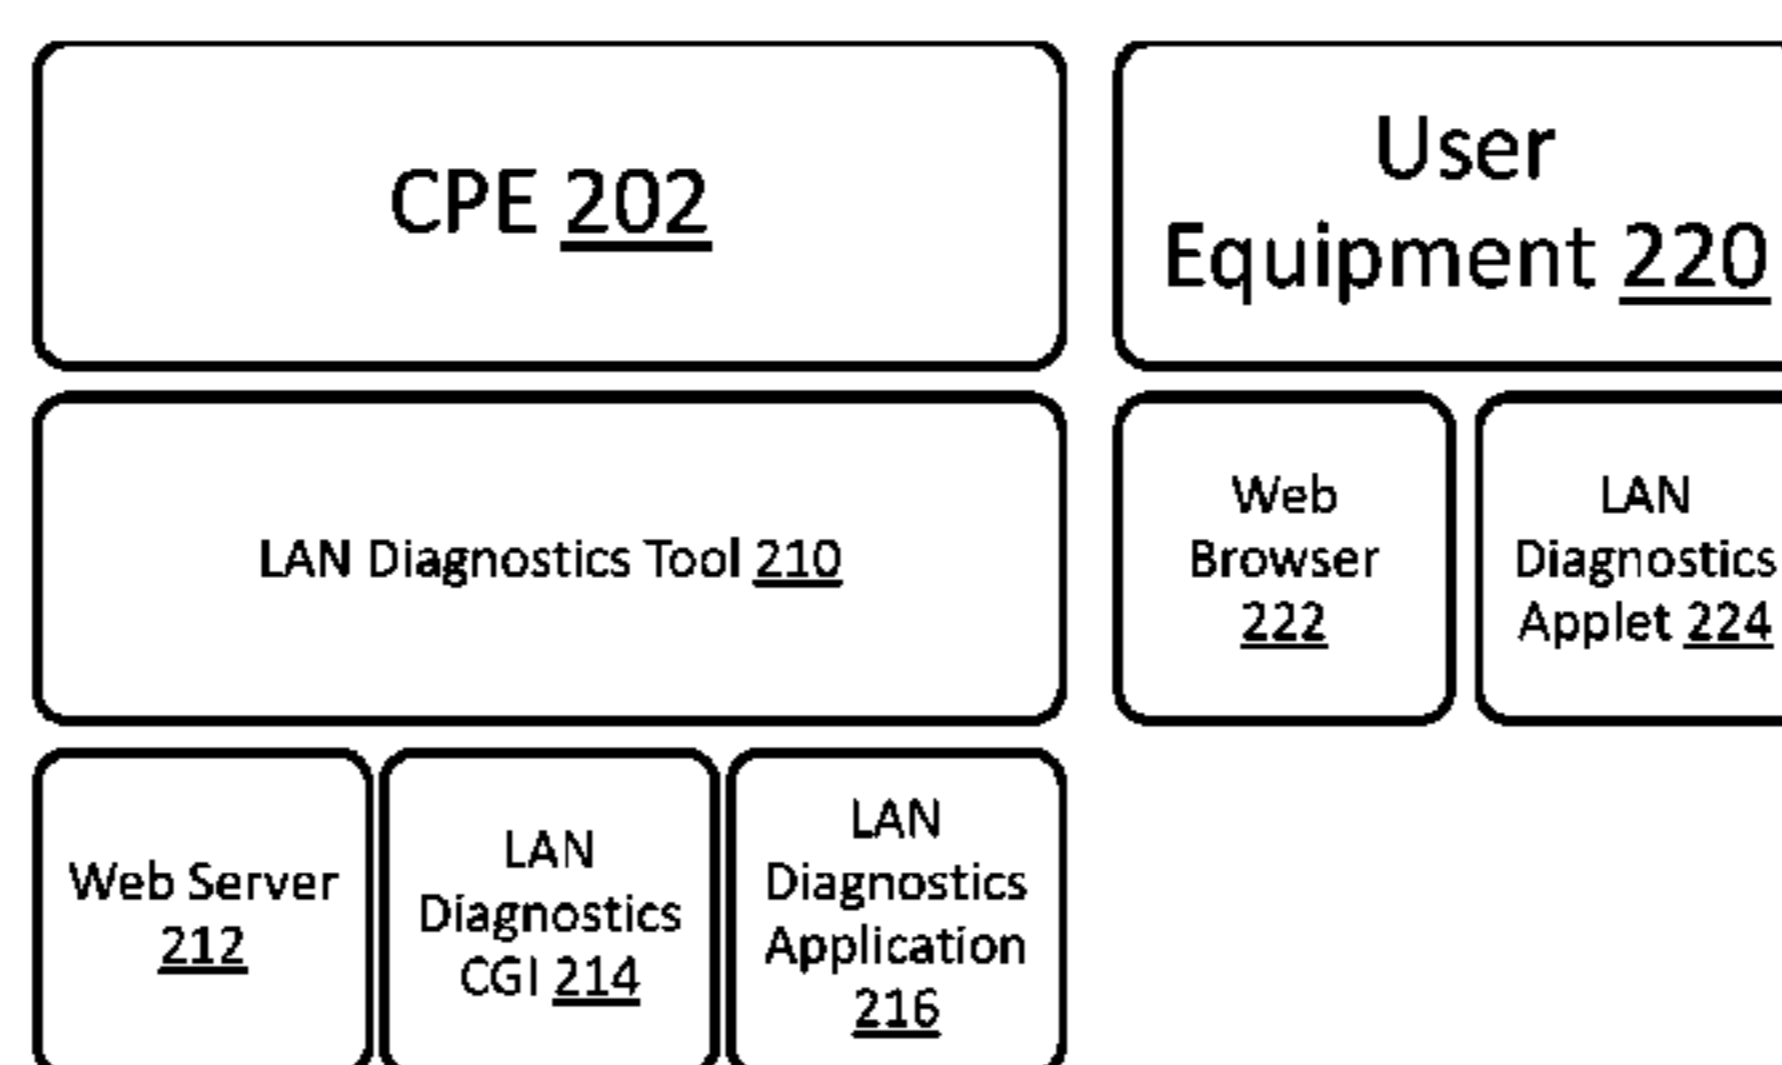 CPE 202
User
Equipment 220
LAN Diagnostics Tool 210
Web
Browser
222
LAN
Diagnostics
Applet 224
Web Server
212
LAN
Diagnostics
CGI 214
LAN
Diagnostics
Application
216